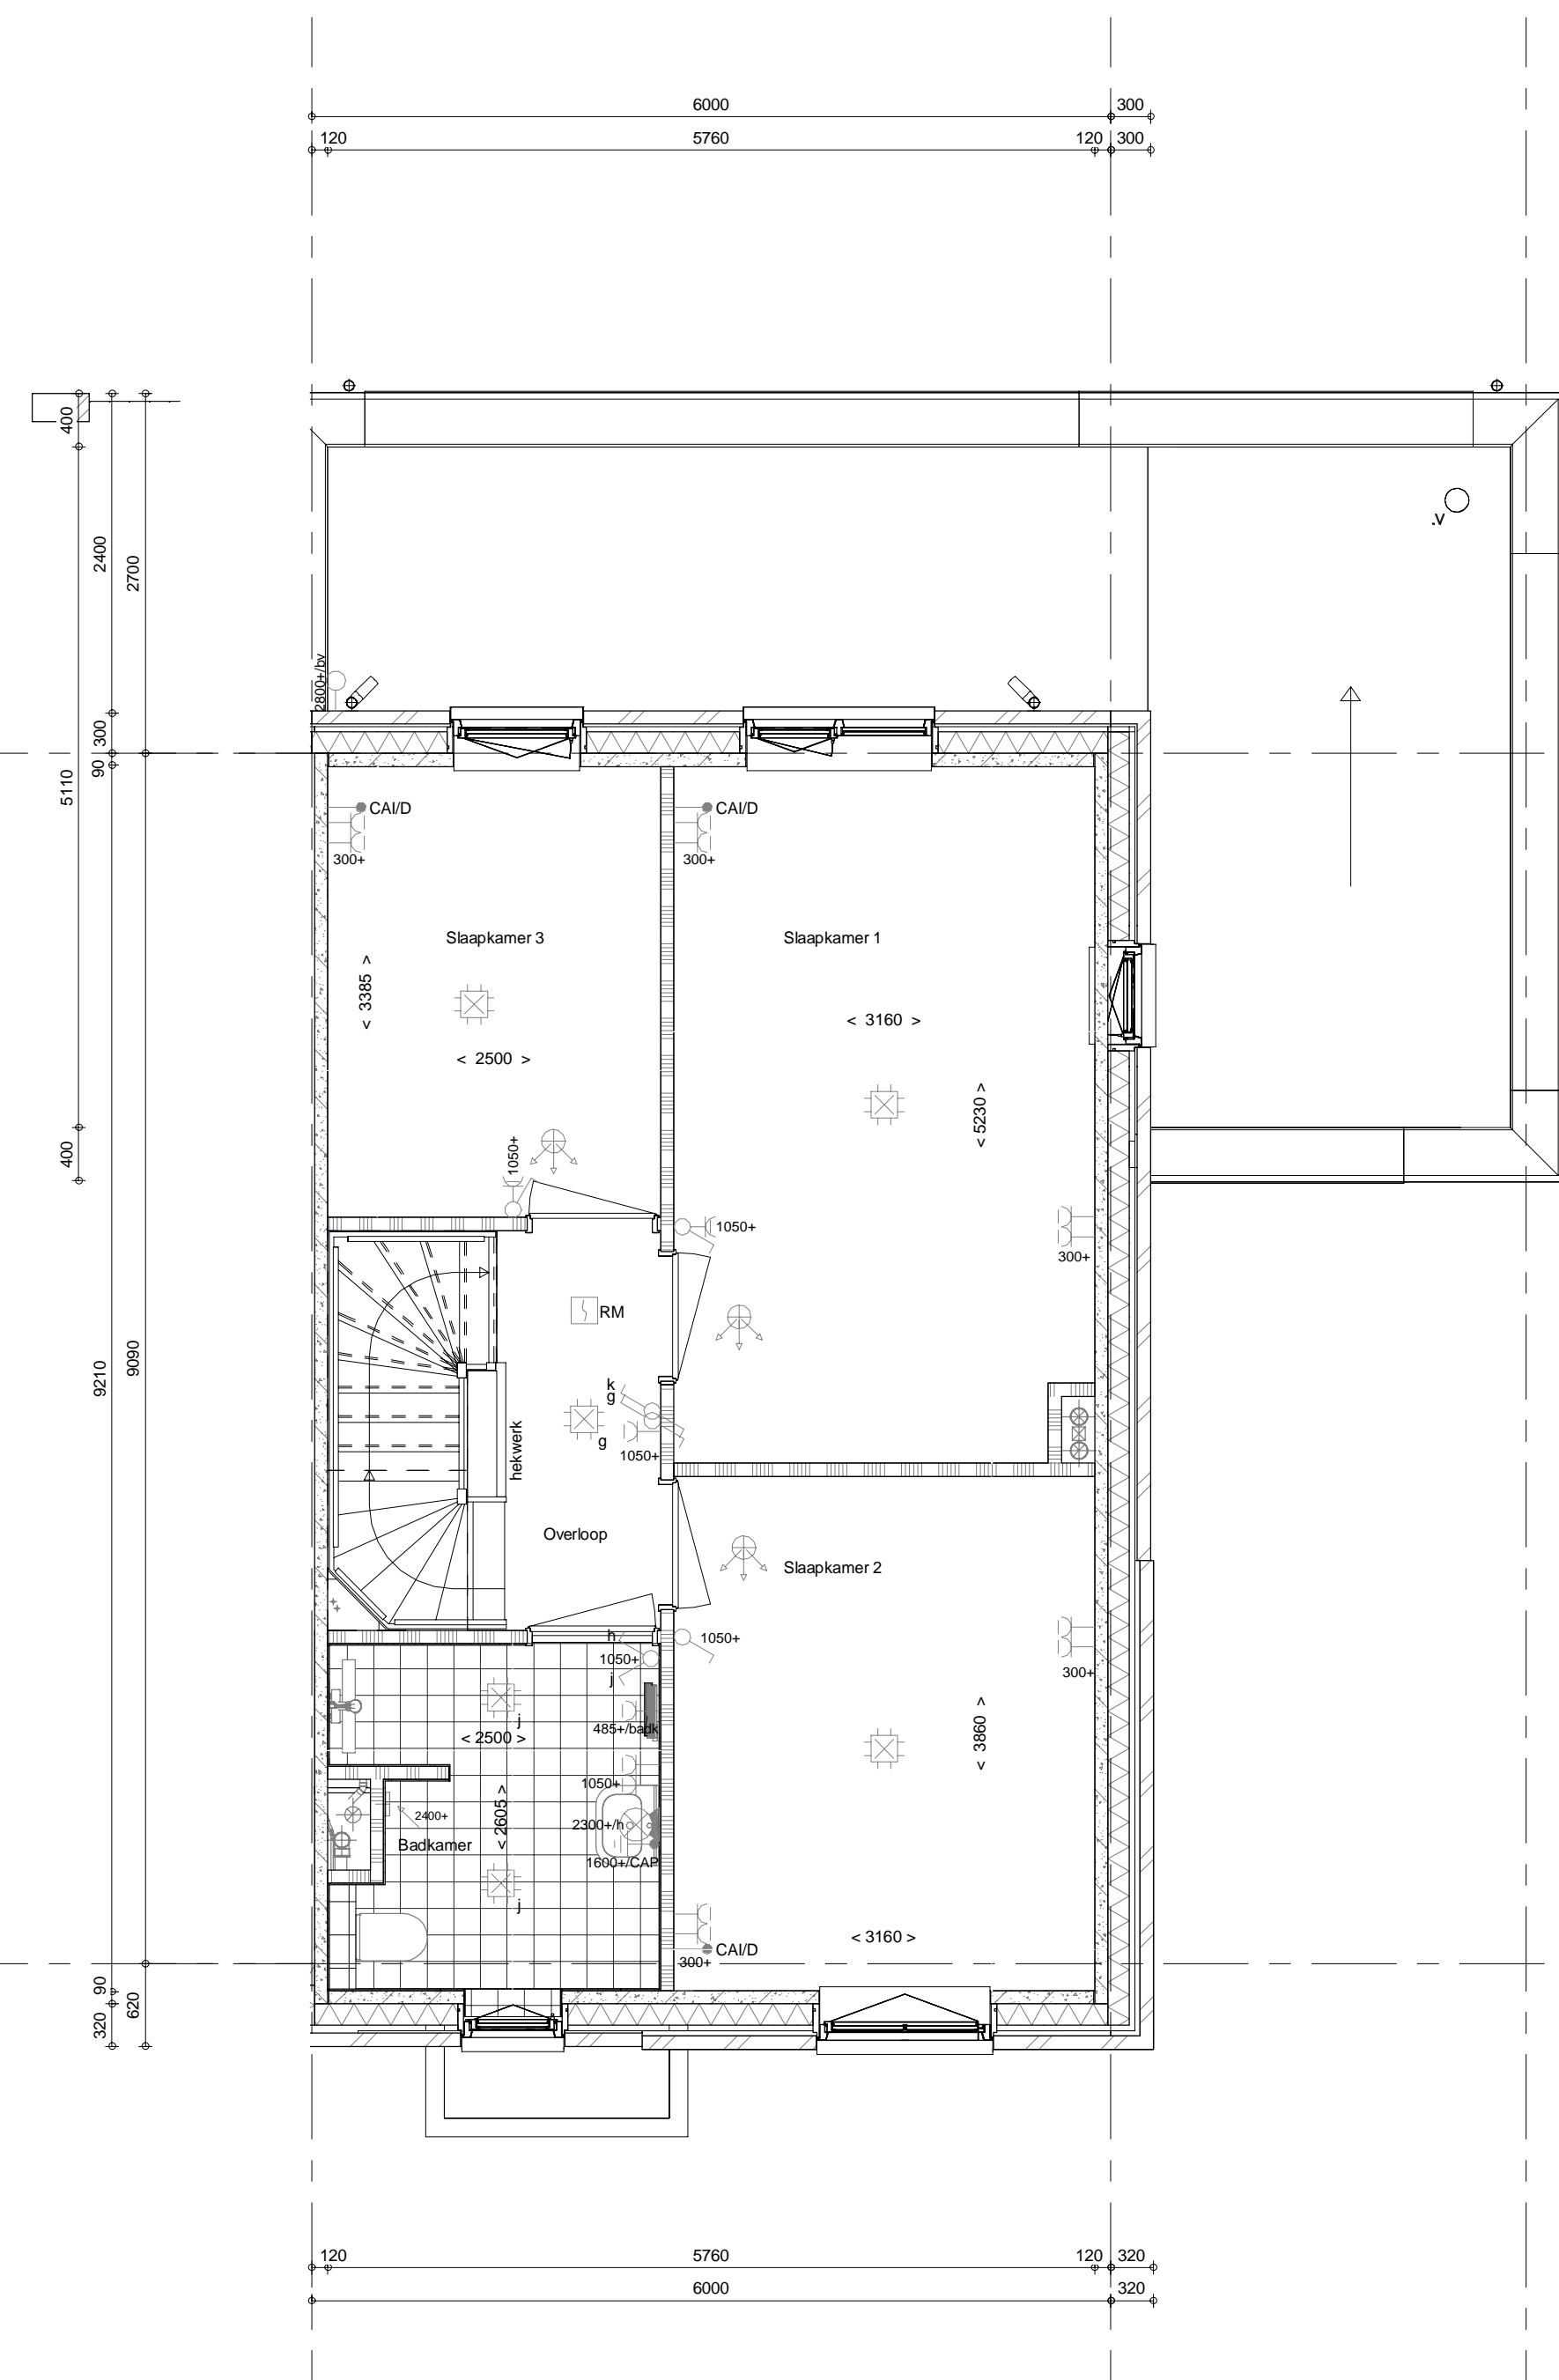 6000
300
120
5760
120
300
400
2400
2700
2800+/bv
V.
300
90
5110
CAI/D
300+
CAI/D
300+
Slaapkamer 3
Slaapkamer 1
< 3385 >
< 3160 >
< 2500 >
< 5230 >
1050+
400
1050+
300+
RM
9210
9090
k
g
g
1050+
hekwerk
Overloop
Slaapkamer 2
h
1050+
1050+
j
300+
j
485+/badk
< 2500 >
< 3860 >
1050+
2400+
< 2605 >
2300+/h
Badkamer
1600+/CAP
j
< 3160 >
CAI/D
300+
90
620
320
120
5760
120
320
6000
320